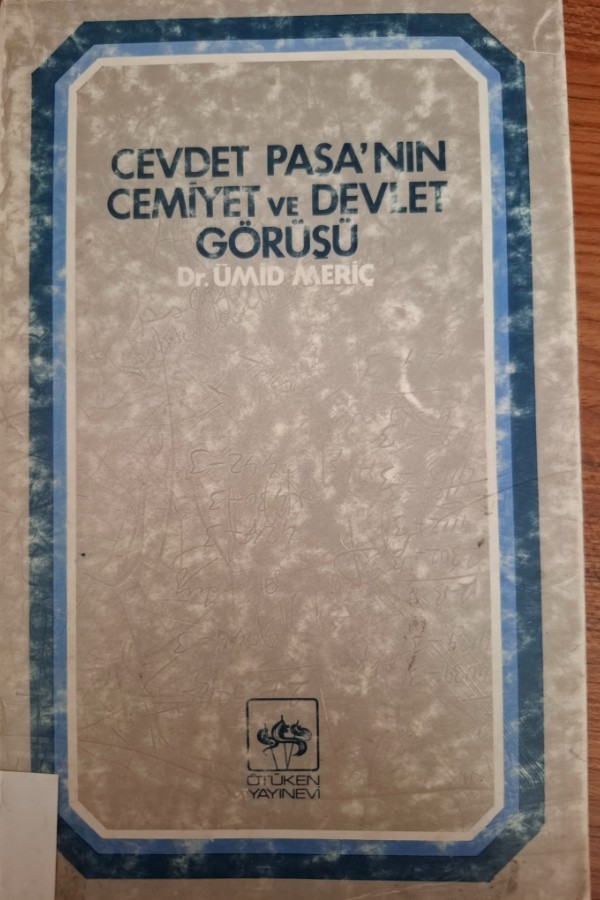 CEVDET PAŞA'NIN
CEMİYET VE DEVLET
GÖRÜŞÜ
Dr. ÜMİD MERİÇ
ÖTÜKEN
YAYINEVİ